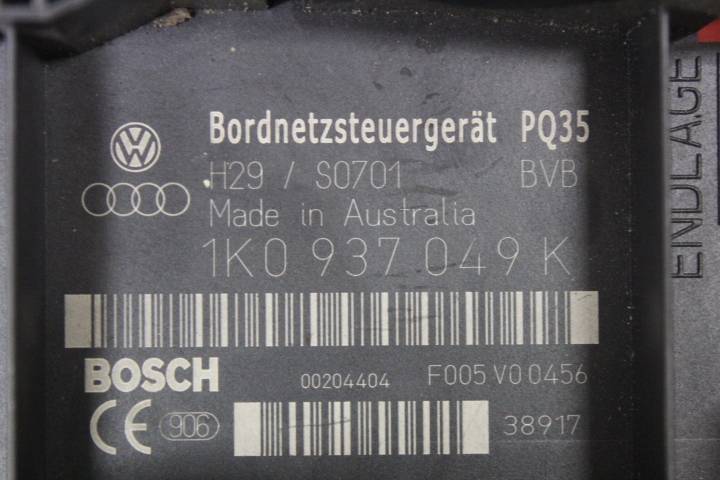 Bordnetzsteuergerät PQ35
H29 / S0701 BVB
Made in Australia
1K0 937 049 K
BOSCH 00204404 F005 V0 0456
CE 906 38917
ENDLAGE